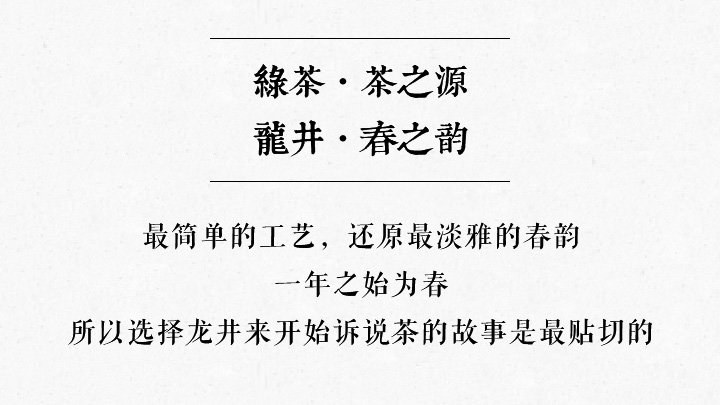 綠茶·茶之源
龍井·春之韵
最简单的工艺，还原最淡雅的春韵
一年之始为春
所以选择龙井来开始诉说茶的故事是最贴切的